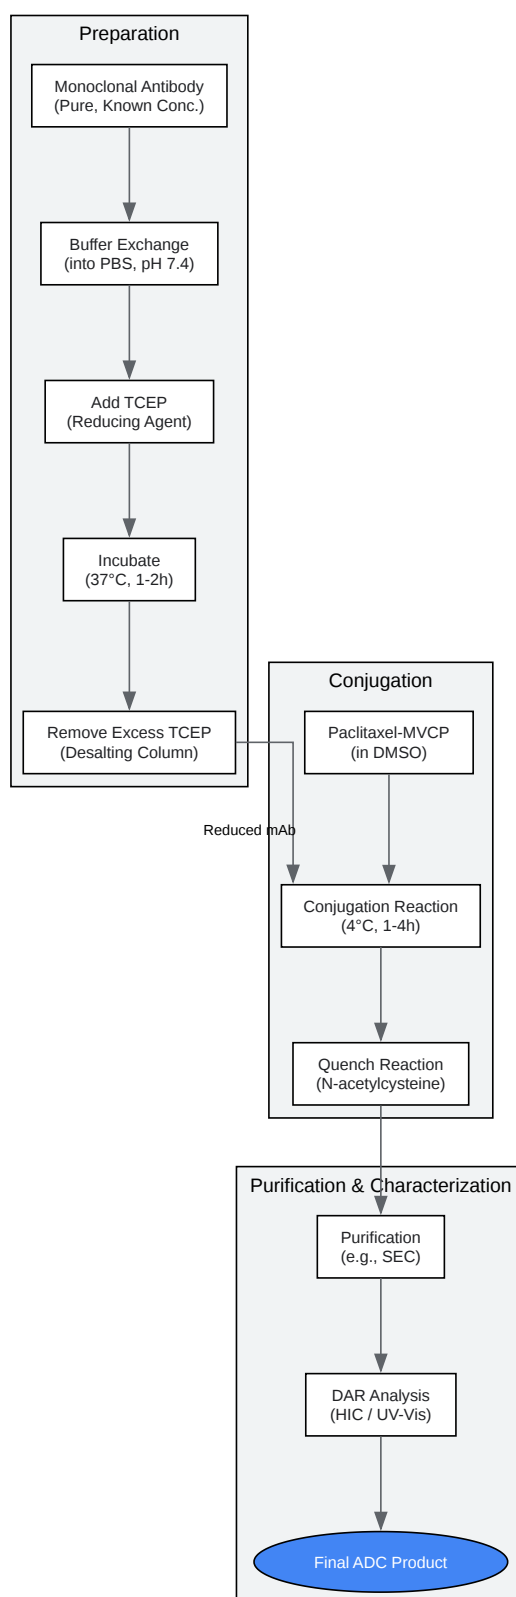 Preparation
Monoclonal Antibody
(Pure, Known Conc.)
Buffer Exchange
(into PBS, pH 7.4)
Add TCEP
(Reducing Agent)
Incubate
(37°C, 1-2h)
Remove Excess TCEP
(Desalting Column)
Reduced mAb
Conjugation
Paclitaxel-MVCP
(in DMSO)
Conjugation Reaction
(4°C, 1-4h)
Quench Reaction
(N-acetylcysteine)
Purification & Characterization
Purification
(e.g., SEC)
DAR Analysis
(HIC / UV-Vis)
Final ADC Product